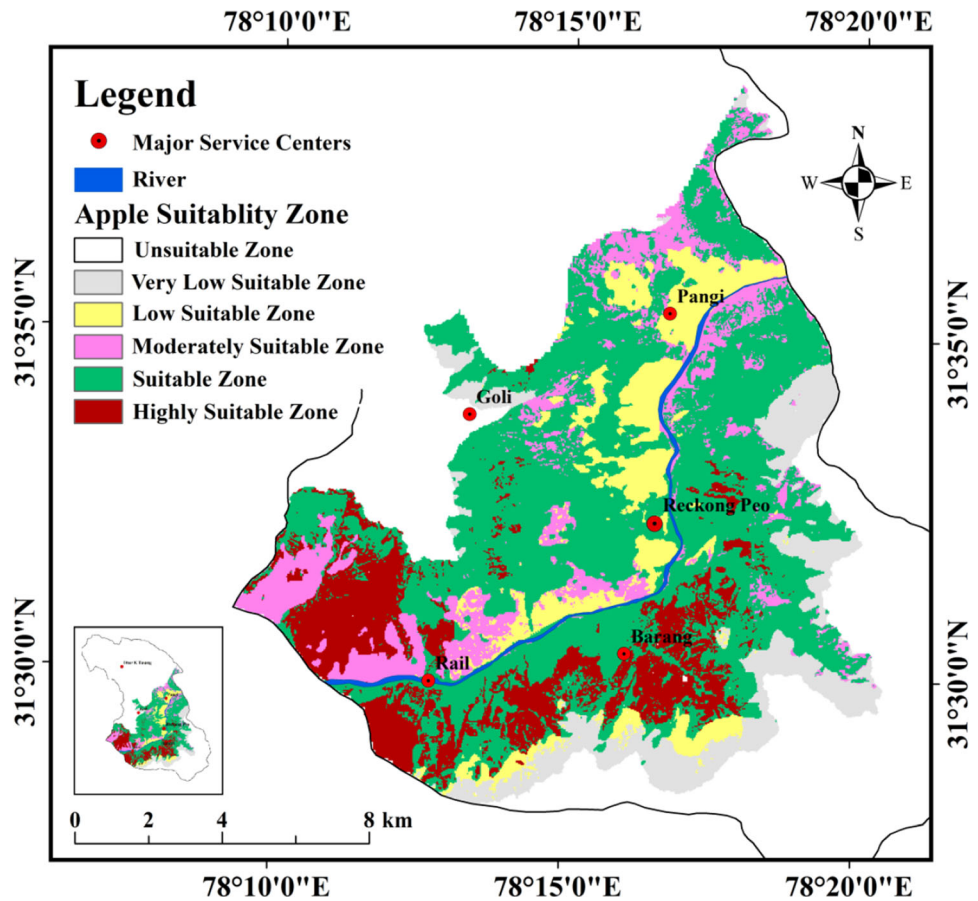 78°10'0"E 78°15'0"E 78°20'0"E
Legend
Major Service Centers
River
Apple Suitablity Zone
Unsuitable Zone
Very Low Suitable Zone
Low Suitable Zone
Moderately Suitable Zone
Suitable Zone
Highly Suitable Zone
N
W E
S
31°35'0"N
31°35'0"N
Pangi
Goli
Reckong Peo
Barang
Rail
31°30'0"N
31°30'0"N
0 2 4 8 km
78°10'0"E 78°15'0"E 78°20'0"E